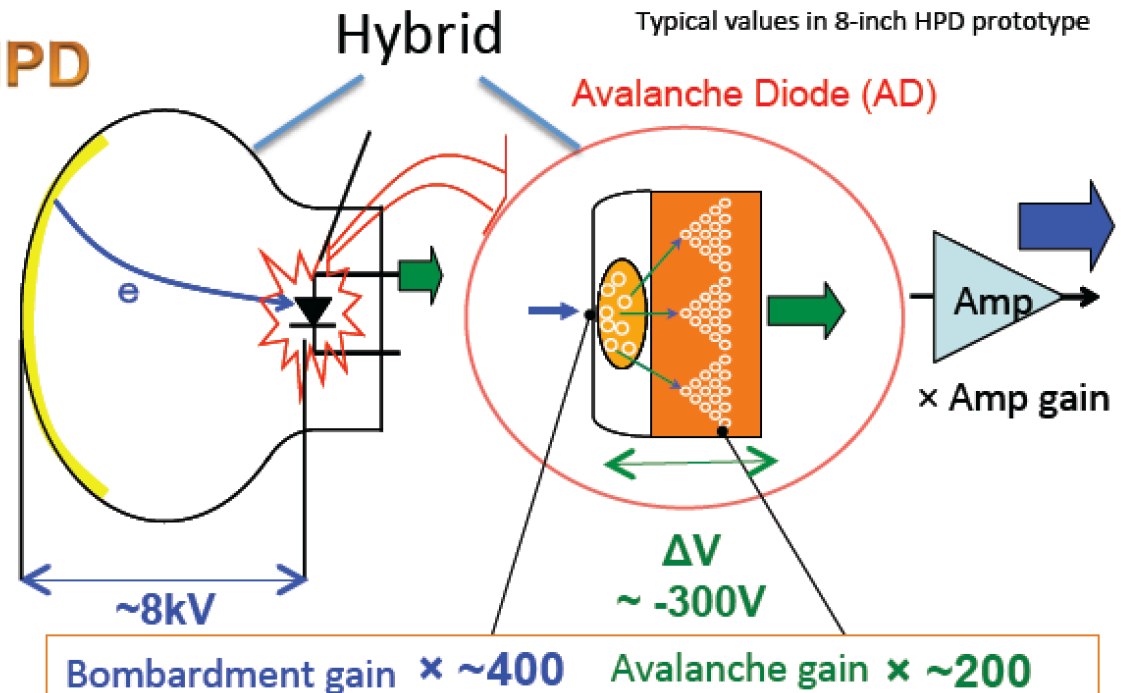 Typical values in 8-inch HPD prototype
Hybrid
PD
Avalanche Diode (AD)
e
Amp
× Amp gain
ΔV
~ -300V
~8kV
Bombardment gain × ~400 Avalanche gain × ~200